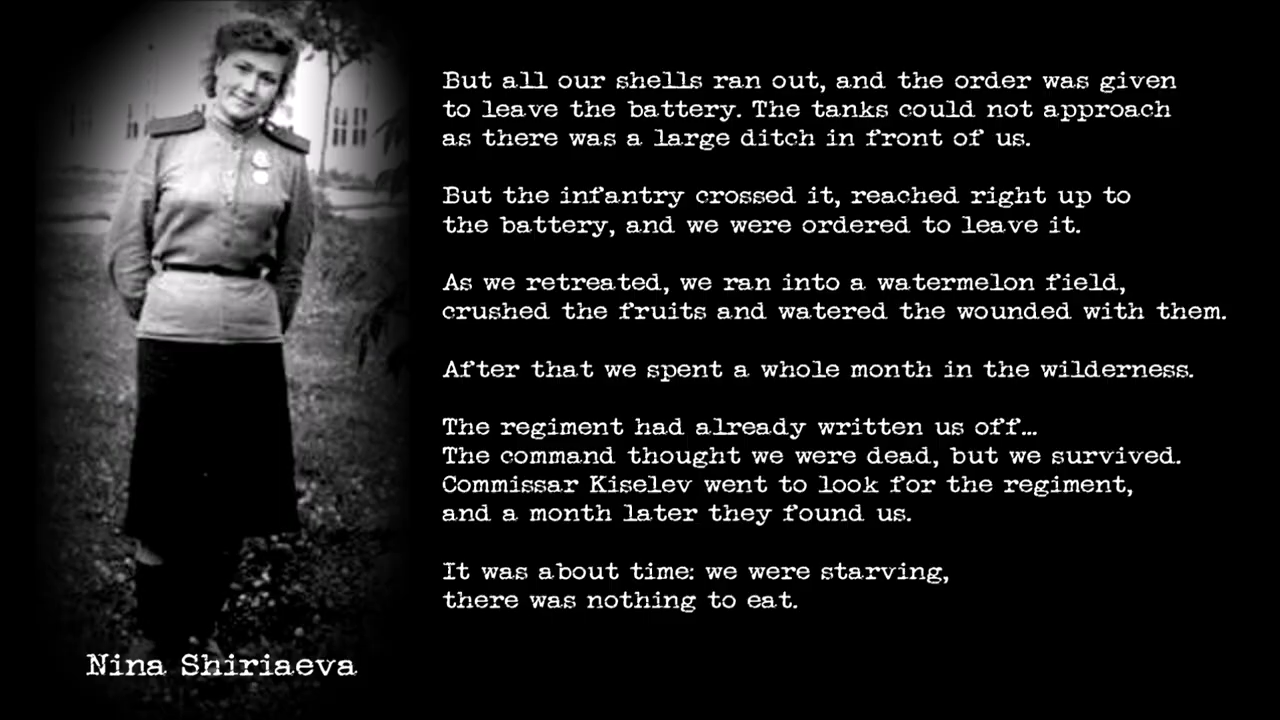 But all our shells ran out, and the order was given
to leave the battery. The tanks could not approach
as there was a large ditch in front of us.
But the infantry crossed it, reached right up to
the battery, and we were ordered to leave it.
As we retreated, we ran into a watermelon field,
crushed the fruits and watered the wounded with them.
After that we spent a whole month in the wilderness.
The regiment had already written us off...
The command thought we were dead, but we survived.
Commissar Kiselev went to look for the regiment,
and a month later they found us.
It was about time: we were starving,
there was nothing to eat.
Nina Shiriaeva